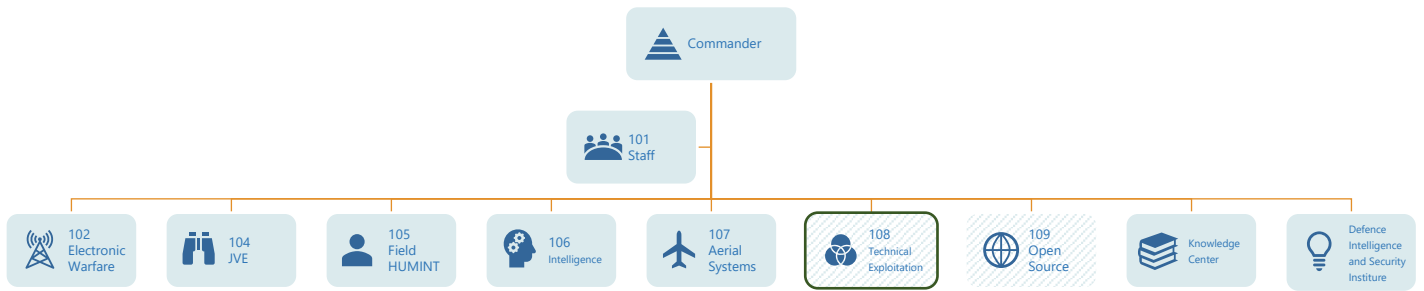 Commander
101
Staff
102
Electronic
Warfare
104
JVE
105
Field
HUMINT
106
Intelligence
107
Aerial
Systems
108
Technical
Exploitation
109
Open
Source
Knowledge
Center
Defence
Intelligence
and Security
Institure